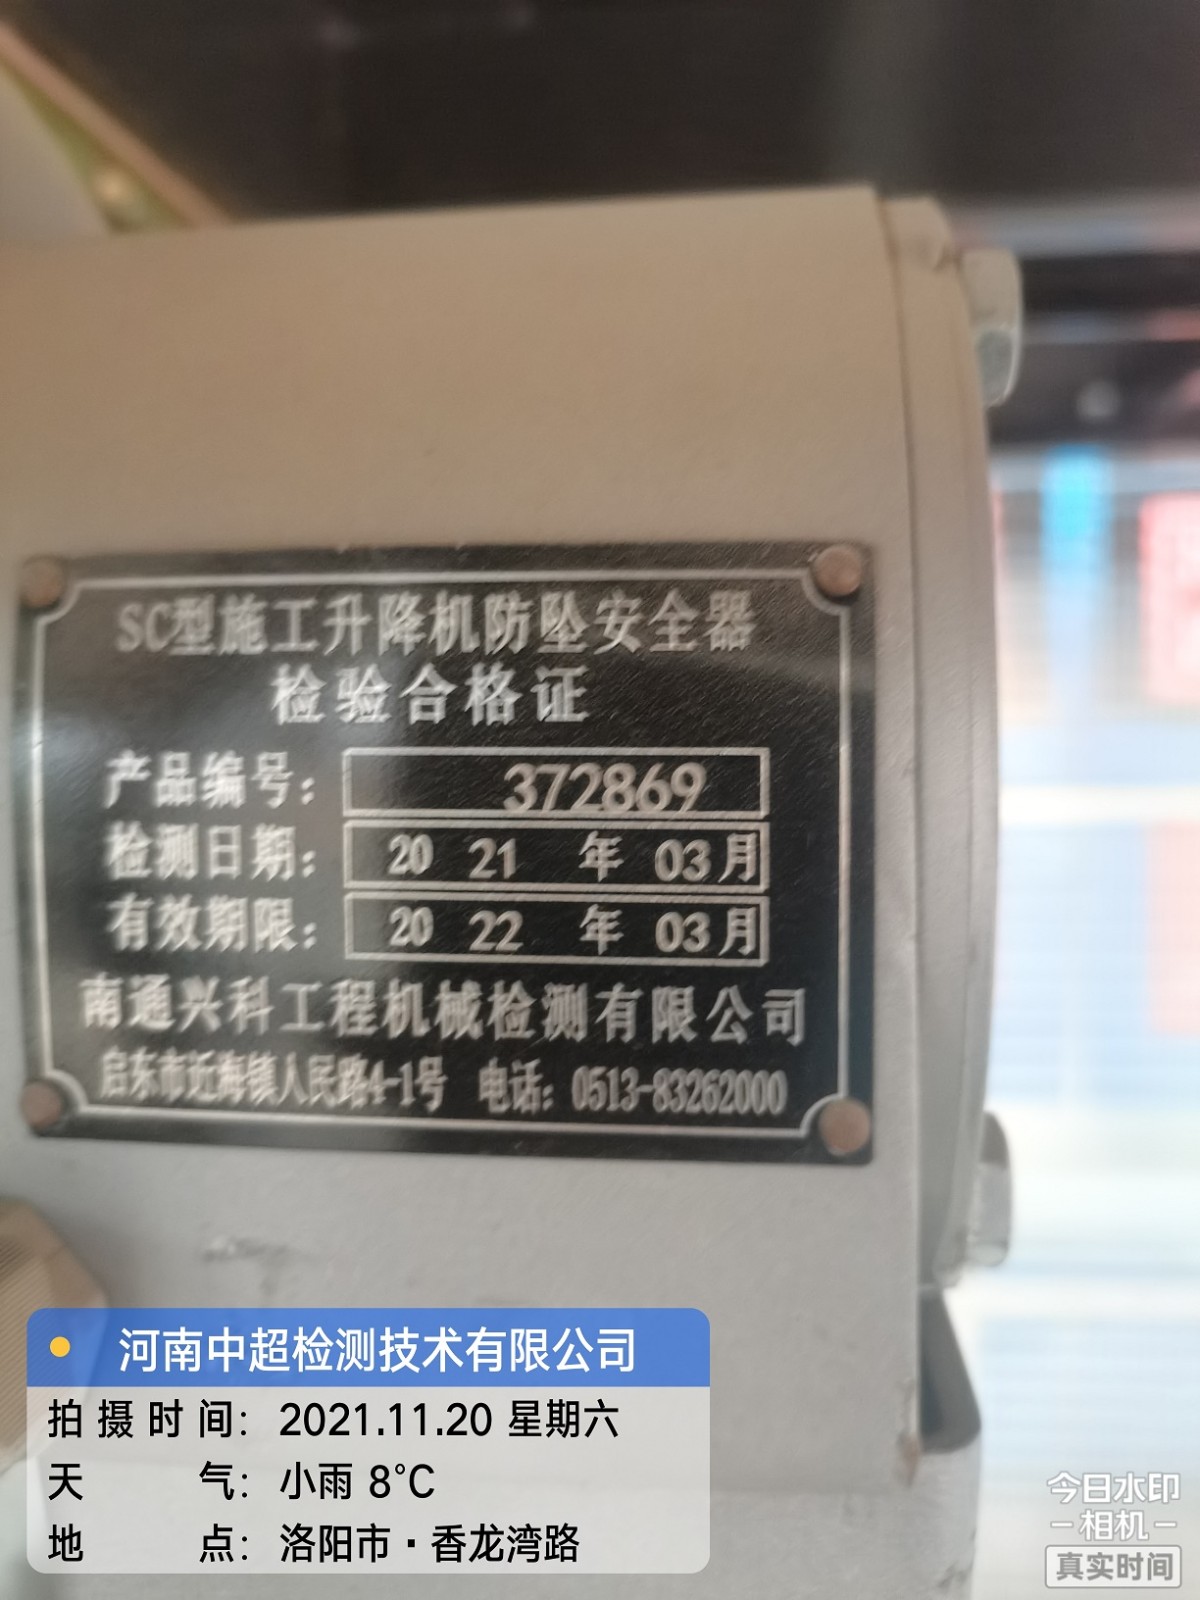 SC型施工升降机防坠安全器
检验合格证
产品编号： 372869
检测日期： 20 21 年 03月
有效期限： 20 22 年 03月
南通兴科工程机械检测有限公司
启东市近海镇人民路4-1号 电话：0513-83262000
河南中超检测技术有限公司
拍摄时间： 2021.11.20 星期六
天气： 小雨 8°C
地点： 洛阳市·香龙湾路
今日水印
相机
真实时间